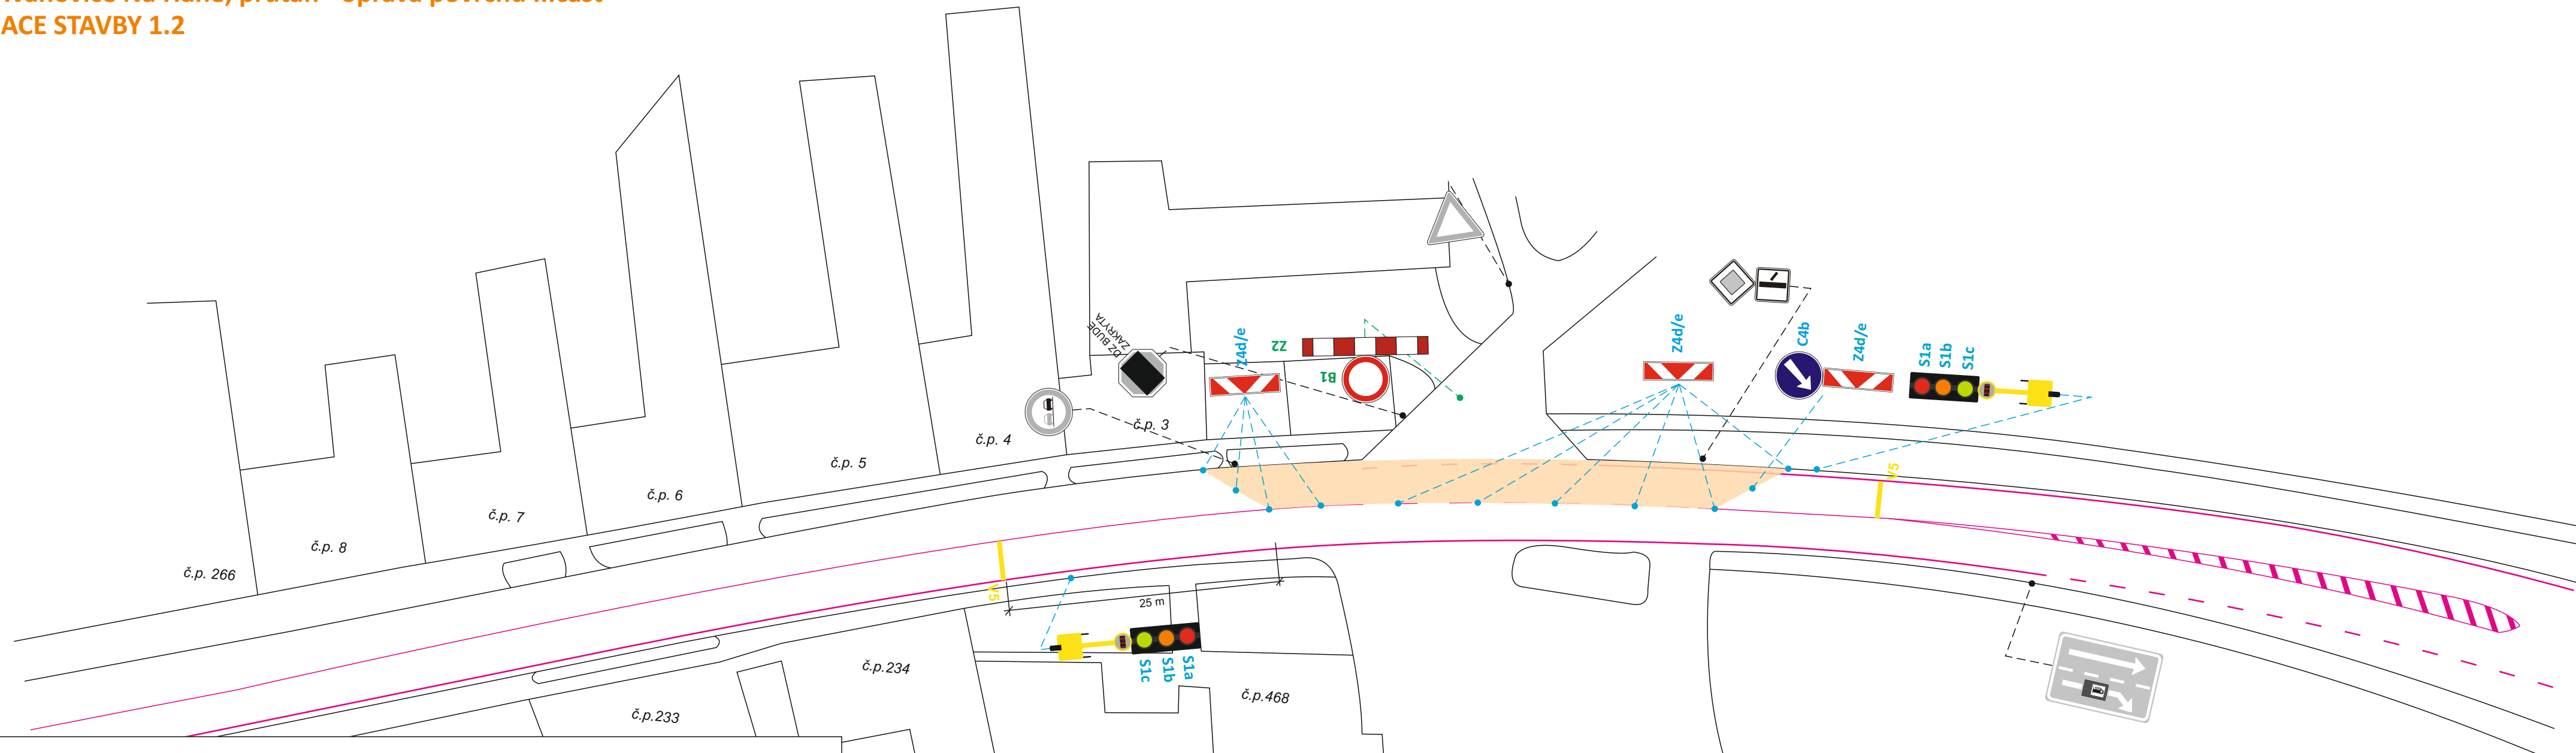 ACE STAVBY 1.2
DZ BUDE
ZAKRYTA
Z4d/e
Z2
B1
Z4d/e
C4b
Z4d/e
S1a
S1b
S1c
č.p. 3
č.p. 4
č.p. 5
č.p. 6
č.p. 7
č.p. 8
č.p. 266
V5
V5
25 m
S1c
S1b
S1a
č.p.234
č.p.233
č.p.468